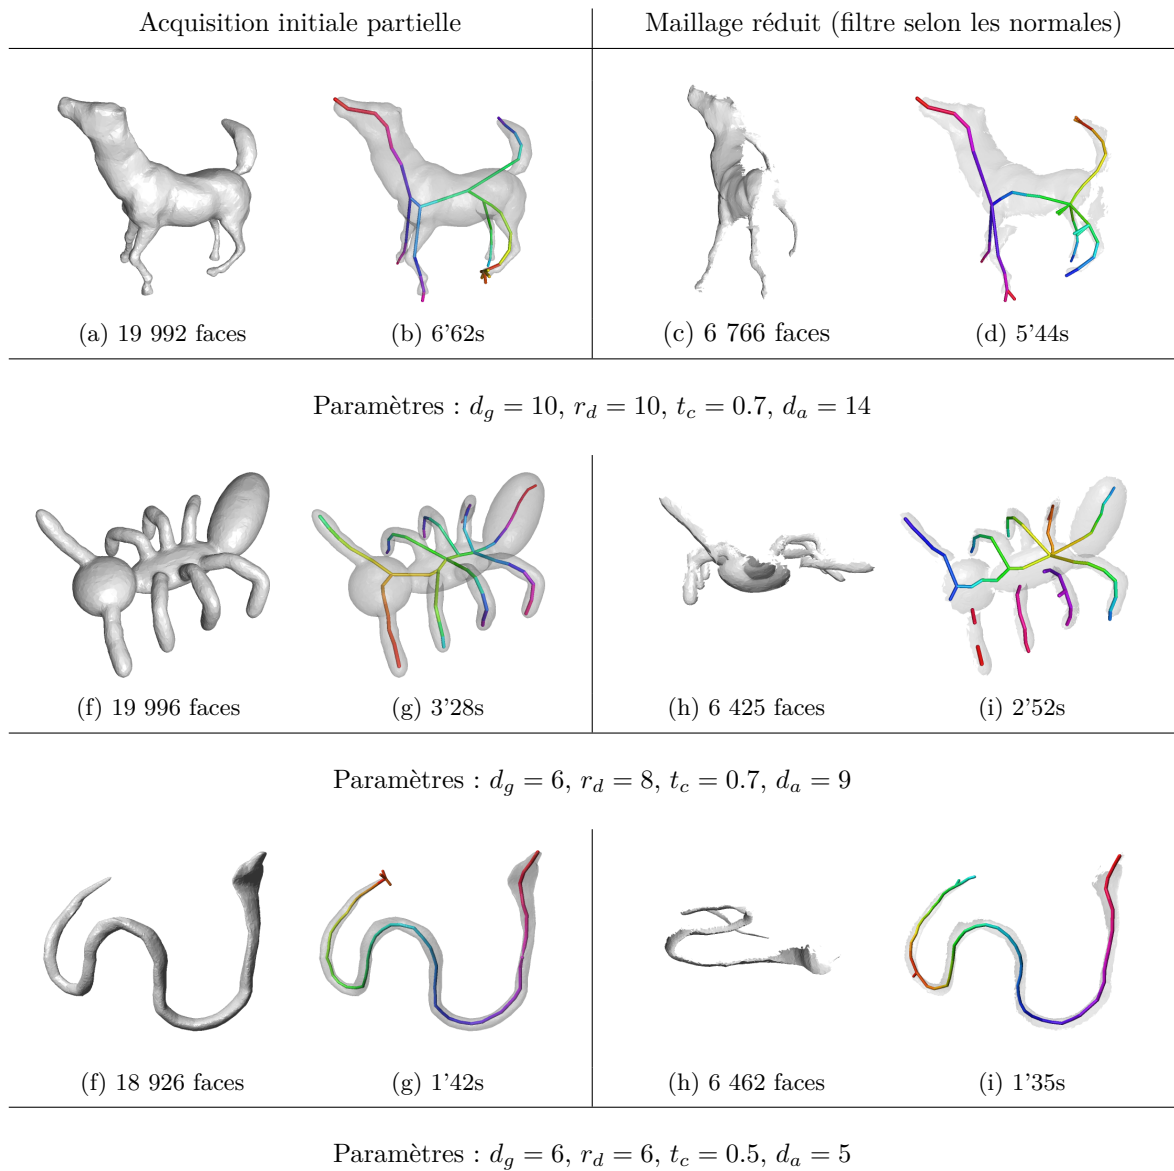 Acquisition initiale partielle Maillage réduit (filtre selon les normales)
(a) 19 992 faces (b) 6'62s (c) 6 766 faces (d) 5'44s
Paramètres : d_g = 10, r_d = 10, t_c = 0.7, d_a = 14
(f) 19 996 faces (g) 3'28s (h) 6 425 faces (i) 2'52s
Paramètres : d_g = 6, r_d = 8, t_c = 0.7, d_a = 9
(f) 18 926 faces (g) 1'42s (h) 6 462 faces (i) 1'35s
Paramètres : d_g = 6, r_d = 6, t_c = 0.5, d_a = 5